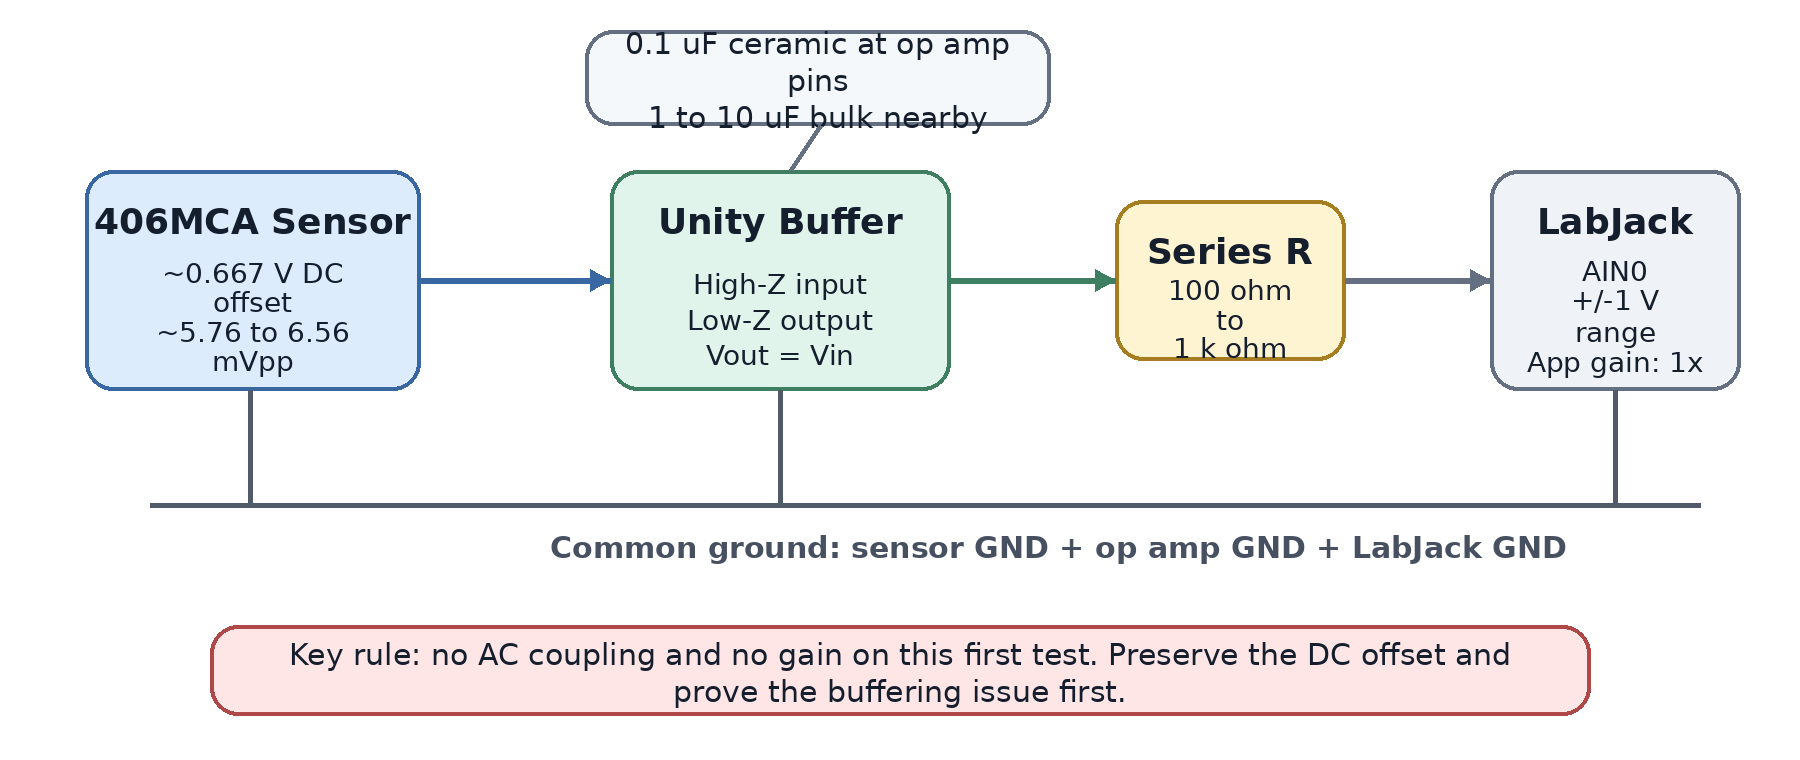 0.1 uF ceramic at op amp
pins
1 to 10 uF bulk nearby
406MCA Sensor
~0.667 V DC
offset
~5.76 to 6.56
mVpp
Unity Buffer
High-Z input
Low-Z output
Vout = Vin
Series R
100 ohm
to
1 k ohm
LabJack
AIN0
+/-1 V
range
App gain: 1x
Common ground: sensor GND + op amp GND + LabJack GND
Key rule: no AC coupling and no gain on this first test. Preserve the DC offset and
prove the buffering issue first.